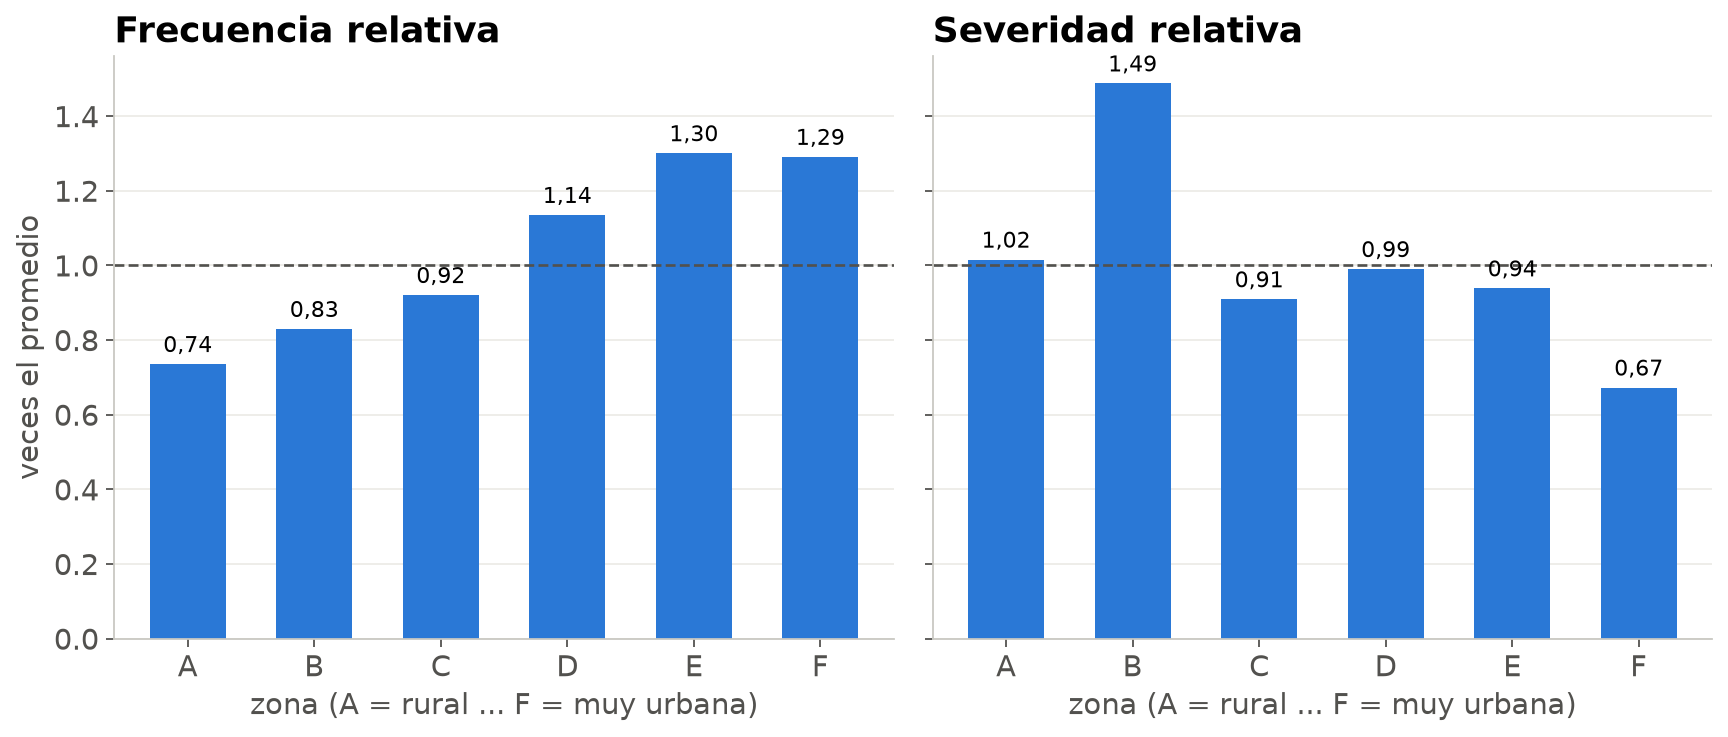 Frecuencia relativa
veces el promedio
1.4
1.2
1.0
0.8
0.6
0.4
0.2
0.0
0,74
0,83
0,92
1,14
1,30
1,29
A B C D E F
zona (A = rural ... F = muy urbana)
Severidad relativa
1,02
1,49
0,91
0,99
0,94
0,67
A B C D E F
zona (A = rural ... F = muy urbana)